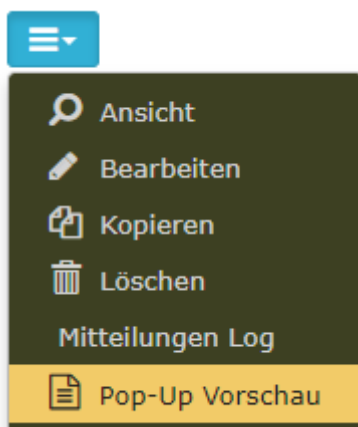 Ansicht
Bearbeiten
Kopieren
Löschen
Mitteilungen Log
Pop-Up Vorschau